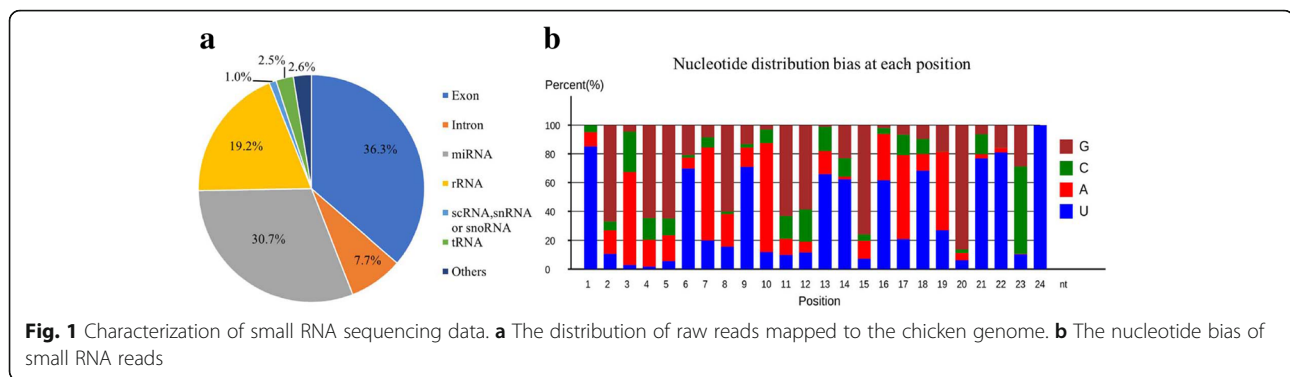 a
2.5%
2.6%
1.0%
19.2%
36.3%
30.7%
7.7%
Exon
Intron
miRNA
rRNA
scRNA,snRNA
or snoRNA
tRNA
Others
b
Nucleotide distribution bias at each position
Percent(%)
100
80
60
40
20
0
1 2 3 4 5 6 7 8 9 10 11 12 13 14 15 16 17 18 19 20 21 22 23 24 nt
Position
G
C
A
U
Fig. 1 Characterization of small RNA sequencing data. a The distribution of raw reads mapped to the chicken genome. b The nucleotide bias of
small RNA reads